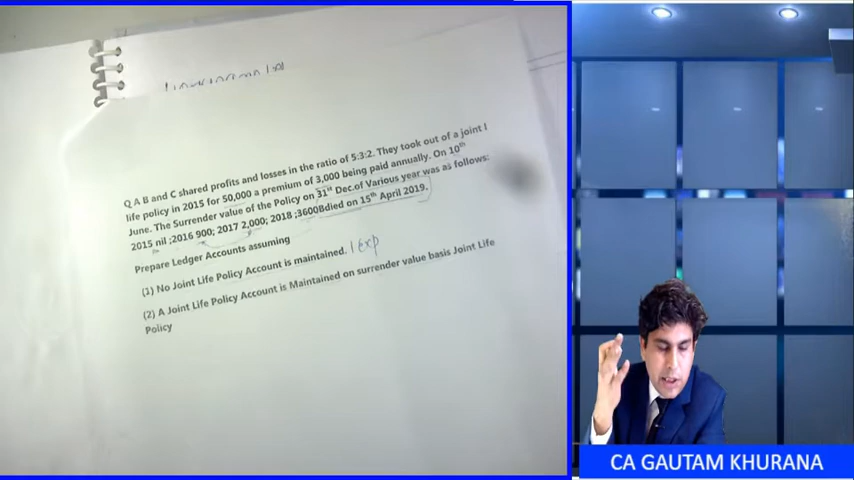 Q A B and C shared profits and losses in the ratio of 5:3:2. They took out of a joint l
life policy in 2015 for 50,000 a premium of 3,000 being paid annually. On 10th
June. The Surrender value of the Policy on 31st Dec.of Various year was as follows:
2015 nil ;2016 900; 2017 2,000; 2018 ;3600Bdied on 15th April 2019.
Prepare Ledger Accounts assuming
(1) No Joint Life Policy Account is maintained. | Exp
(2) A Joint Life Policy Account is Maintained on surrender value basis Joint Life
Policy
CA GAUTAM KHURANA